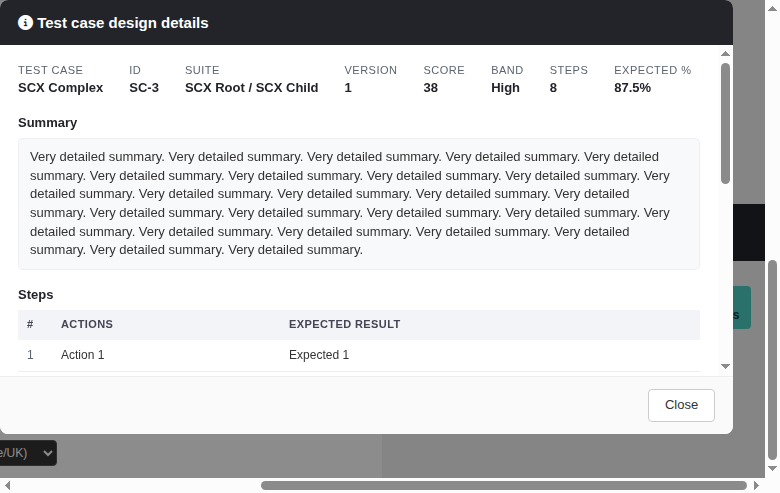 Test case design details
TEST CASE ID SUITE VERSION SCORE BAND STEPS EXPECTED %
SCX Complex SC-3 SCX Root / SCX Child 1 38 High 8 87.5%
Summary
Very detailed summary. Very detailed summary. Very detailed summary. Very detailed summary. Very detailed
summary. Very detailed summary. Very detailed summary. Very detailed summary. Very detailed summary. Very
detailed summary. Very detailed summary. Very detailed summary. Very detailed summary. Very detailed
summary. Very detailed summary. Very detailed summary. Very detailed summary. Very detailed summary. Very
detailed summary. Very detailed summary. Very detailed summary. Very detailed summary. Very detailed
summary. Very detailed summary. Very detailed summary.
Steps
# ACTIONS EXPECTED RESULT
1 Action 1 Expected 1
s
Close
e/UK)